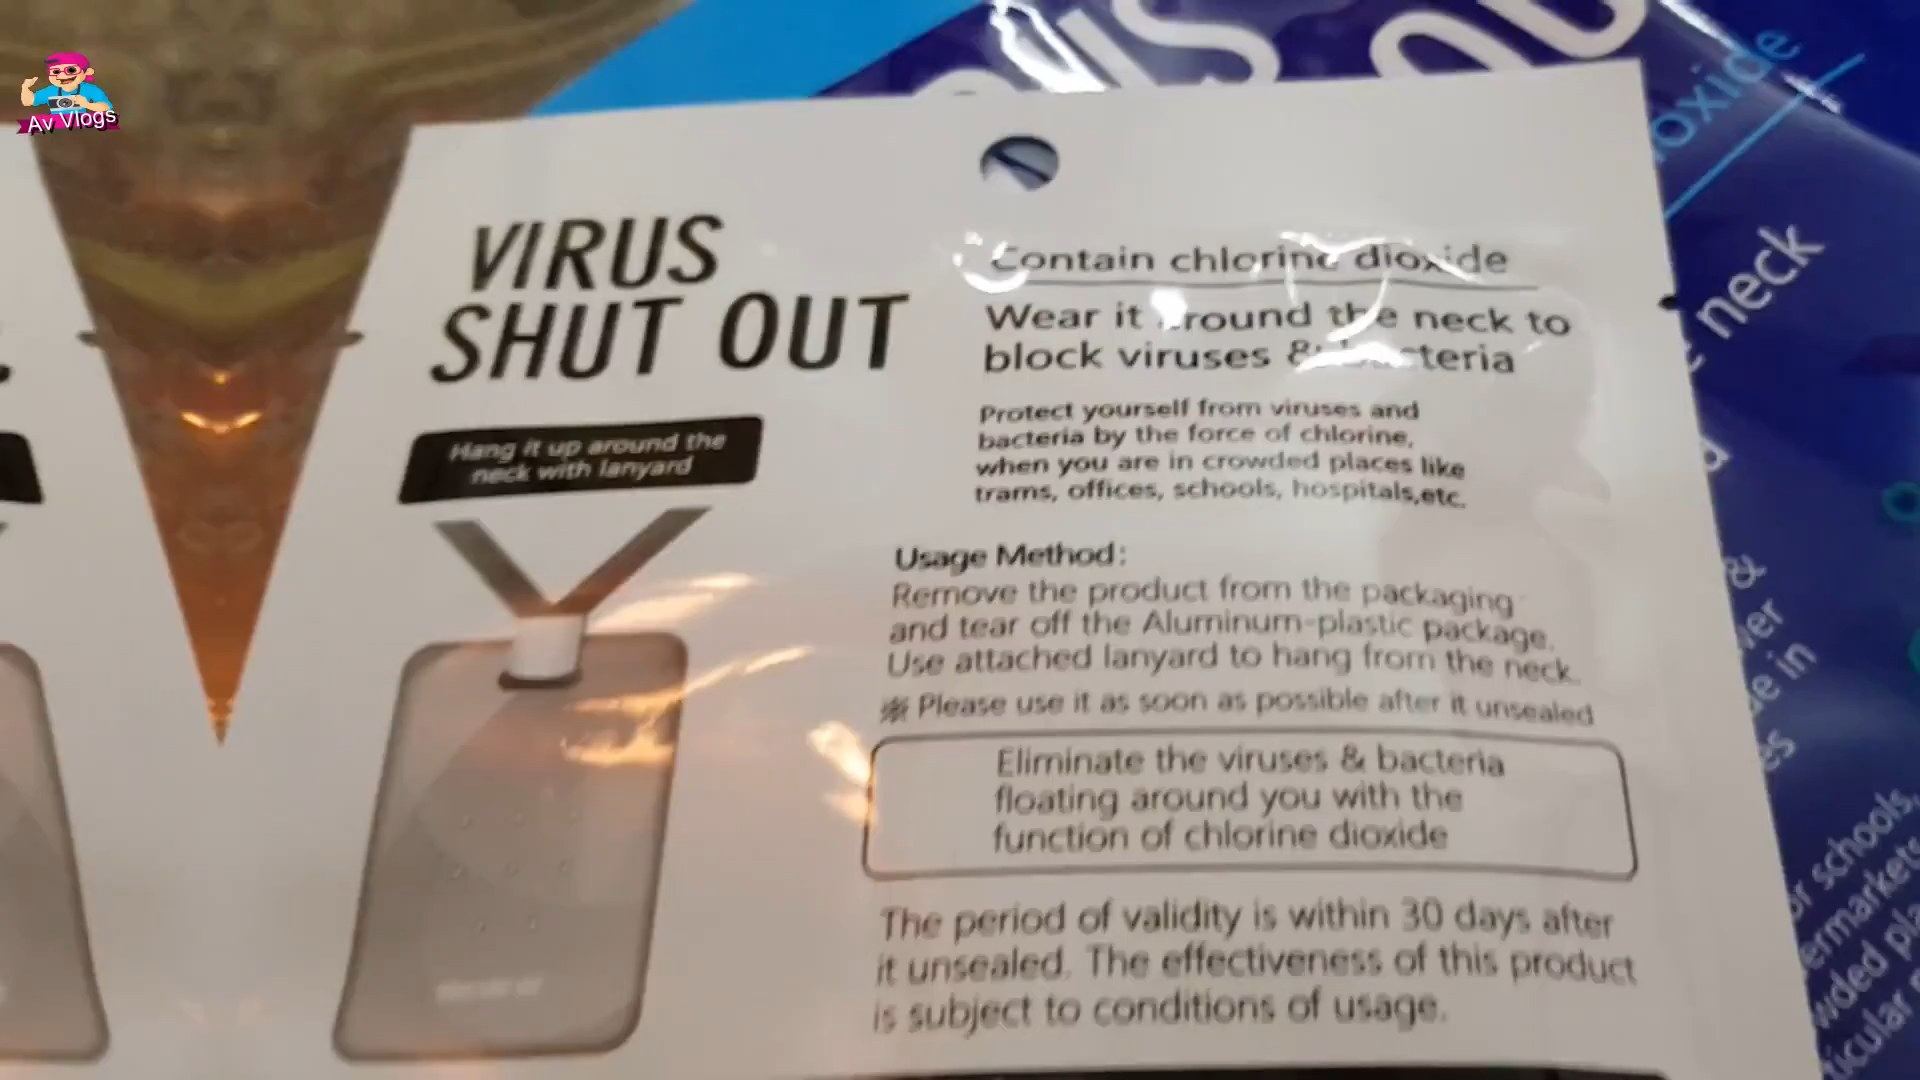 Av Vlogs
oxide
VIRUS
SHUT OUT
Hang it up around the
neck with lanyard
Contain chlorine dioxide
Wear it around the neck to
block viruses & bacteria
Protect yourself from viruses and
bacteria by the force of chlorine,
when you are in crowded places like
trams, offices, schools, hospitals,etc.
Usage Method:
Remove the product from the packaging
and tear off the Aluminum-plastic package.
Use attached lanyard to hang from the neck.
※ Please use it as soon as possible after it unsealed
Eliminate the viruses & bacteria
floating around you with the
function of chlorine dioxide
The period of validity is within 30 days after
it unsealed. The effectiveness of this product
is subject to conditions of usage.
neck
&
in
schools,